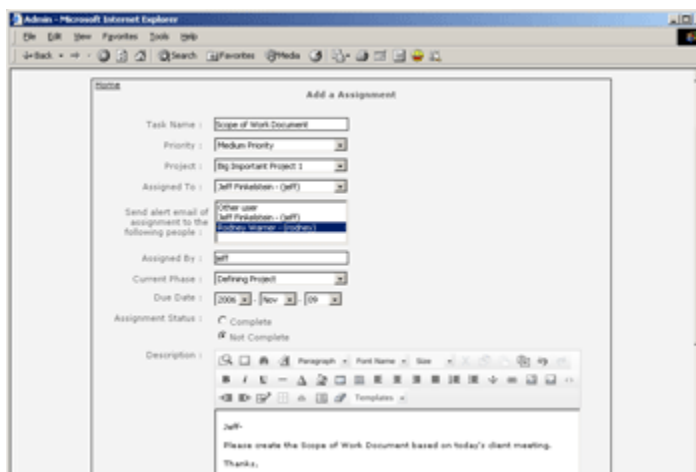 Admin - Microsoft Internet Explorer
File Edit View Favorites Tools Help
Back Search Favorites Media
Home
Add a Assignment
Task Name : Scope of Work Document
Priority : Medium Priority
Project : Big Important Project 1
Assigned To : Jeff Finkelstein - (jeff)
Send alert email of
assignment to the
following people :
Other user
Jeff Finkelstein - (jeff)
Rodney Warner - (rodney)
Assigned By : jeff
Current Phase : Defining Project
Due Date : 2006 - Nov - 09
Assignment Status : Complete
Not Complete
Description : Paragraph Font Name Size
B I U
Templates
Jeff-
Please create the Scope of Work Document based on today's client meeting.
Thanks,